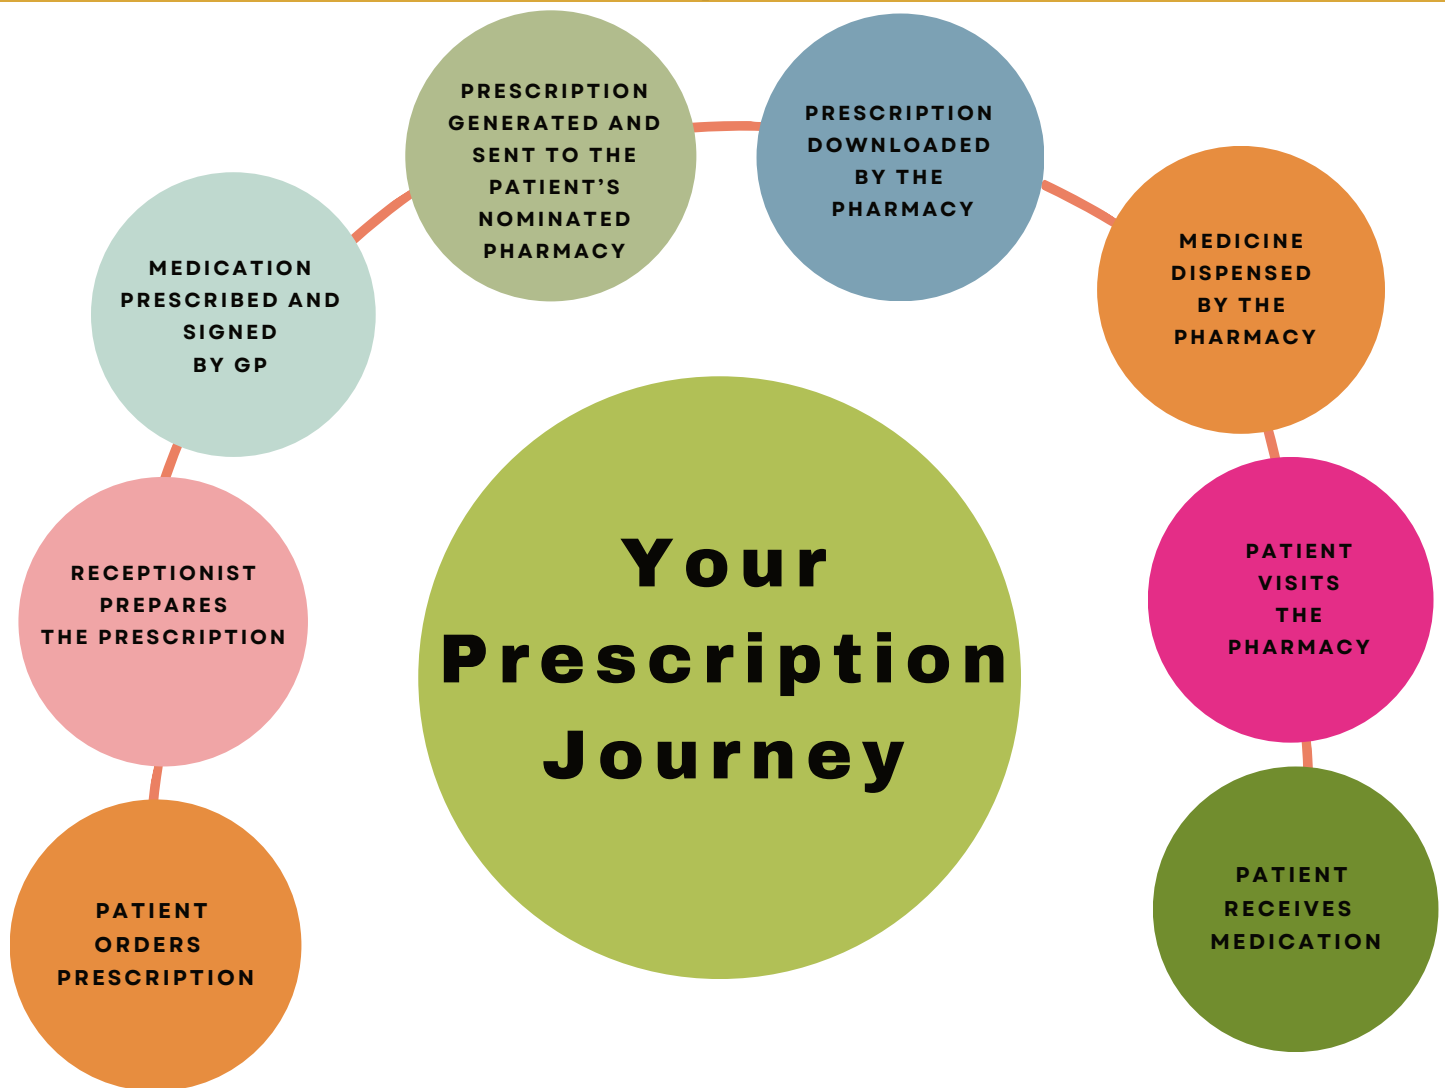 PATIENT
ORDERS
PRESCRIPTION
RECEPTIONIST
PREPARES
THE PRESCRIPTION
MEDICATION
PRESCRIBED AND
SIGNED
BY GP
PRESCRIPTION
GENERATED AND
SENT TO THE
PATIENT’S
NOMINATED
PHARMACY
PRESCRIPTION
DOWNLOADED
BY THE
PHARMACY
MEDICINE
DISPENSED
BY THE
PHARMACY
PATIENT
VISITS
THE
PHARMACY
PATIENT
RECEIVES
MEDICATION
Your
Prescription
Journey